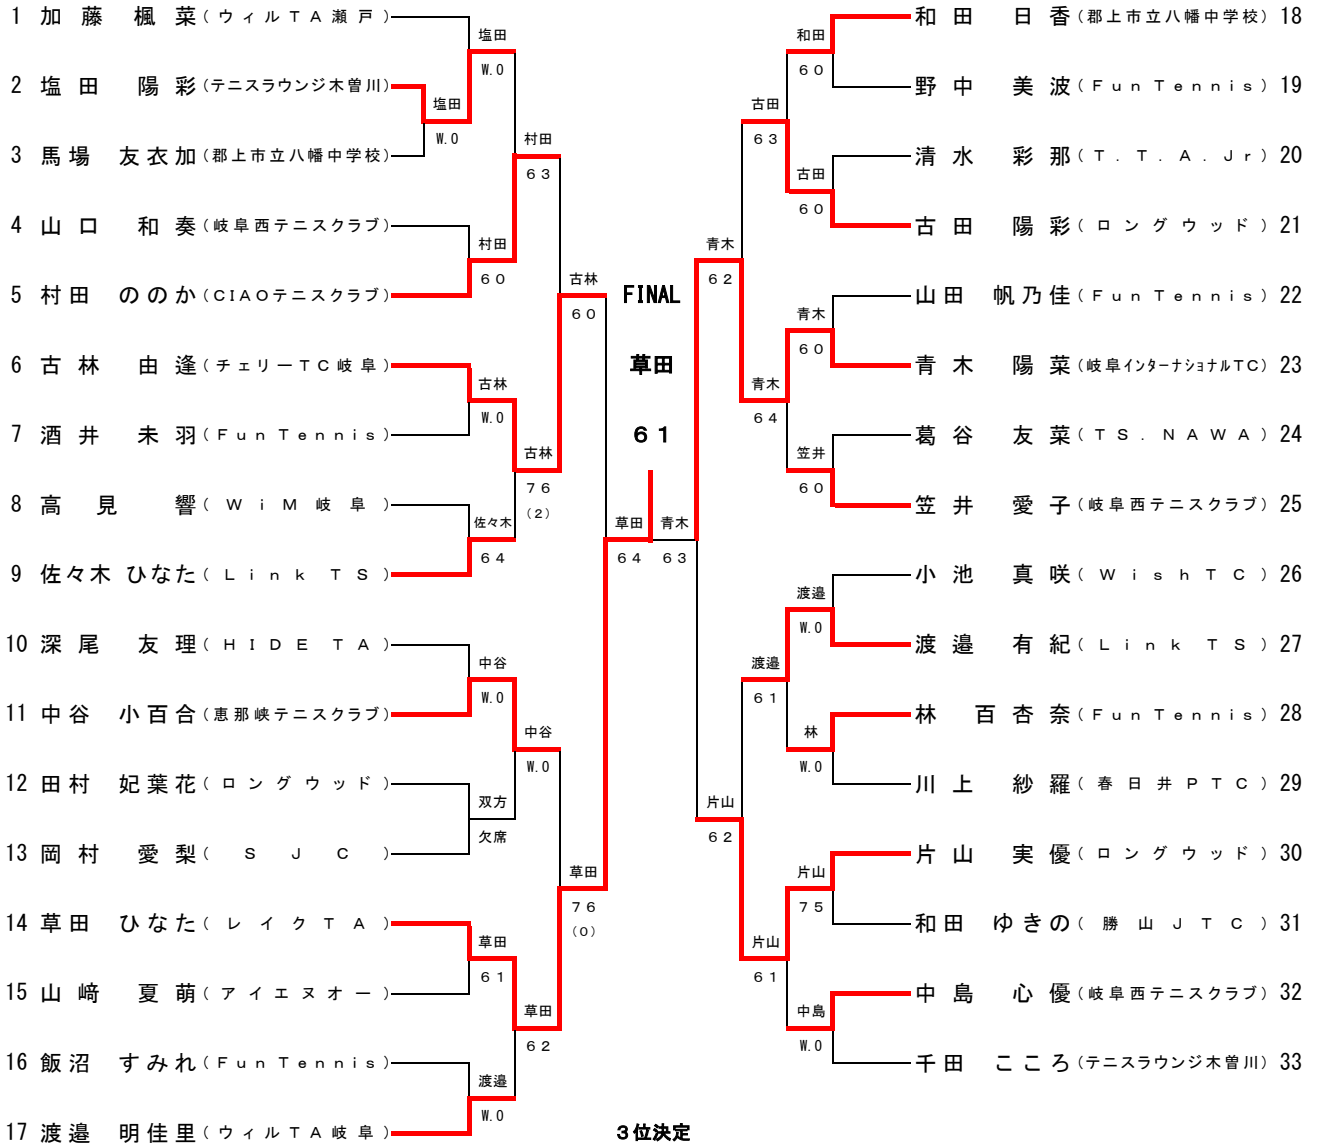 1 加藤 楓菜 (ウィルTA瀬戸)
2 塩田 陽彩 (テニスラウンジ木曽川)
3 馬場 友衣加 (郡上市立八幡中学校)
4 山口 和奏 (岐阜西テニスクラブ)
5 村田 ののか (CIAOテニスクラブ)
6 古林 由逢 (チェリーTC岐阜)
7 酒井 未羽 (Fun Tennis)
8 高見 響 (WiM岐阜)
9 佐々木 ひなた (Link TS)
10 深尾 友理 (HIDE TA)
11 中谷 小百合 (恵那峡テニスクラブ)
12 田村 妃葉花 (ロングウッド)
13 岡村 愛梨 (SJC)
14 草田 ひなた (レイクTA)
15 山﨑 夏萌 (アイエヌオー)
16 飯沼 すみれ (Fun Tennis)
17 渡邉 明佳里 (ウィルTA岐阜)
塩田
W.0
塩田
W.0
村田
63
村田
60
古林
60
古林
W.0
古林
76
(2)
佐々木
64
中谷
W.0
中谷
W.0
双方
欠席
草田
76
(0)
草田
61
草田
62
渡邉
W.0
草田
64
FINAL
草田
61
青木
63
３位決定
和田
60
古田
63
古田
60
青木
62
青木
60
青木
64
笠井
60
渡邉
W.0
渡邉
61
林
W.0
片山
62
片山
75
片山
61
中島
W.0
和田 日香 (郡上市立八幡中学校) 18
野中 美波 (Fun Tennis) 19
清水 彩那 (T.T.A.Jr) 20
古田 陽彩 (ロングウッド) 21
山田 帆乃佳 (Fun Tennis) 22
青木 陽菜 (岐阜インターナショナルTC) 23
葛谷 友菜 (TS.NAWA) 24
笠井 愛子 (岐阜西テニスクラブ) 25
小池 真咲 (WishTC) 26
渡邉 有紀 (Link TS) 27
林 百杏奈 (Fun Tennis) 28
川上 紗羅 (春日井PTC) 29
片山 実優 (ロングウッド) 30
和田 ゆきの (勝山JTC) 31
中島 心優 (岐阜西テニスクラブ) 32
千田 こころ (テニスラウンジ木曽川) 33